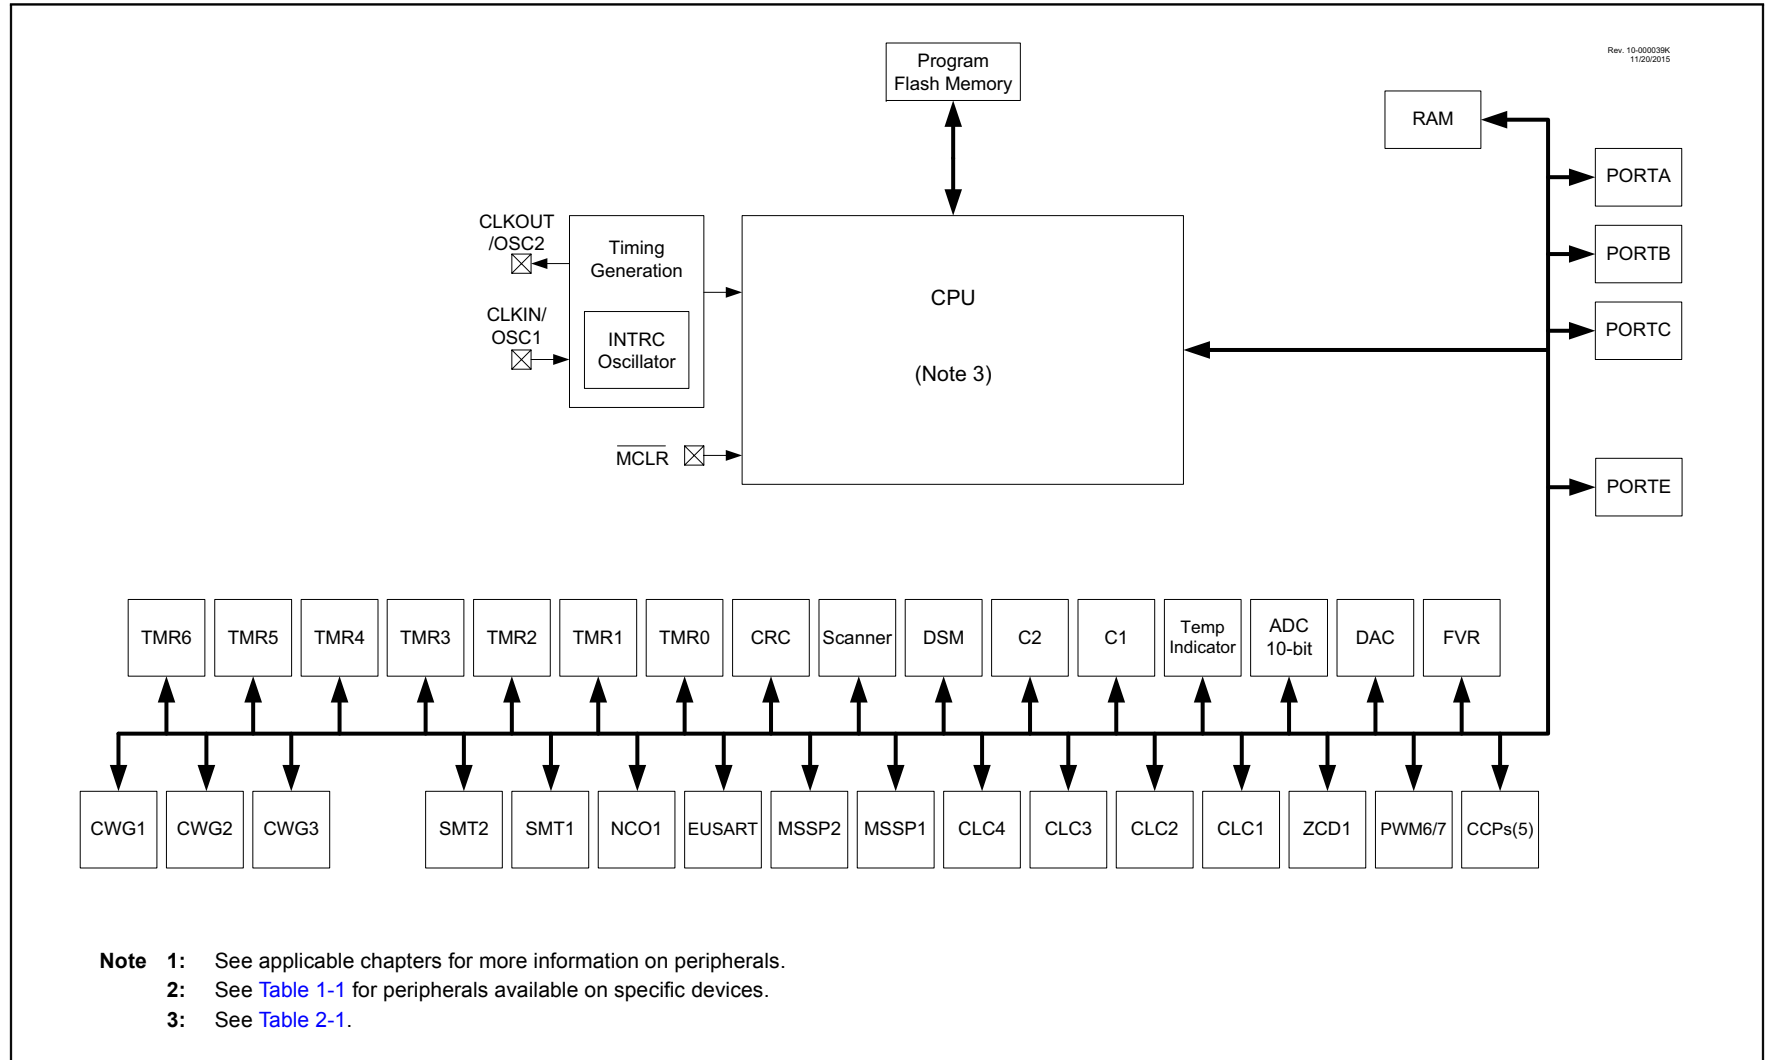 Rev. 10-000039K
11/20/2015
Program
Flash Memory
RAM
PORTA
PORTB
PORTC
PORTE
CLKOUT
/OSC2
CLKIN/
OSC1
Timing
Generation
INTRC
Oscillator
MCLR
CPU
(Note 3)
TMR6
TMR5
TMR4
TMR3
TMR2
TMR1
TMR0
CRC
Scanner
DSM
C2
C1
Temp
Indicator
ADC
10-bit
DAC
FVR
CWG1
CWG2
CWG3
SMT2
SMT1
NCO1
EUSART
MSSP2
MSSP1
CLC4
CLC3
CLC2
CLC1
ZCD1
PWM6/7
CCPs(5)
Note 1: See applicable chapters for more information on peripherals.
2: See Table 1-1 for peripherals available on specific devices.
3: See Table 2-1.